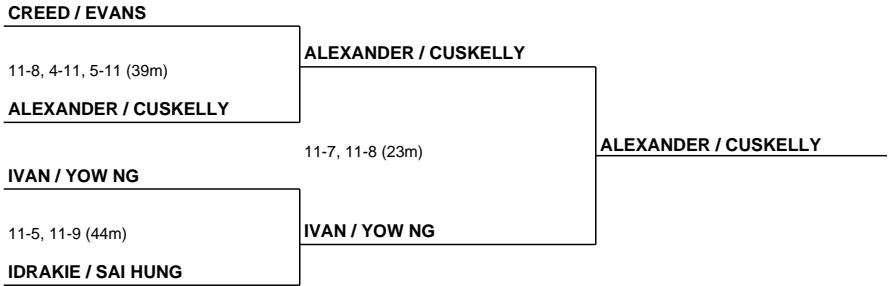 CREED / EVANS
11-8, 4-11, 5-11 (39m)
ALEXANDER / CUSKELLY
IVAN / YOW NG
11-5, 11-9 (44m)
IDRAKIE / SAI HUNG
ALEXANDER / CUSKELLY
11-7, 11-8 (23m)
IVAN / YOW NG
ALEXANDER / CUSKELLY